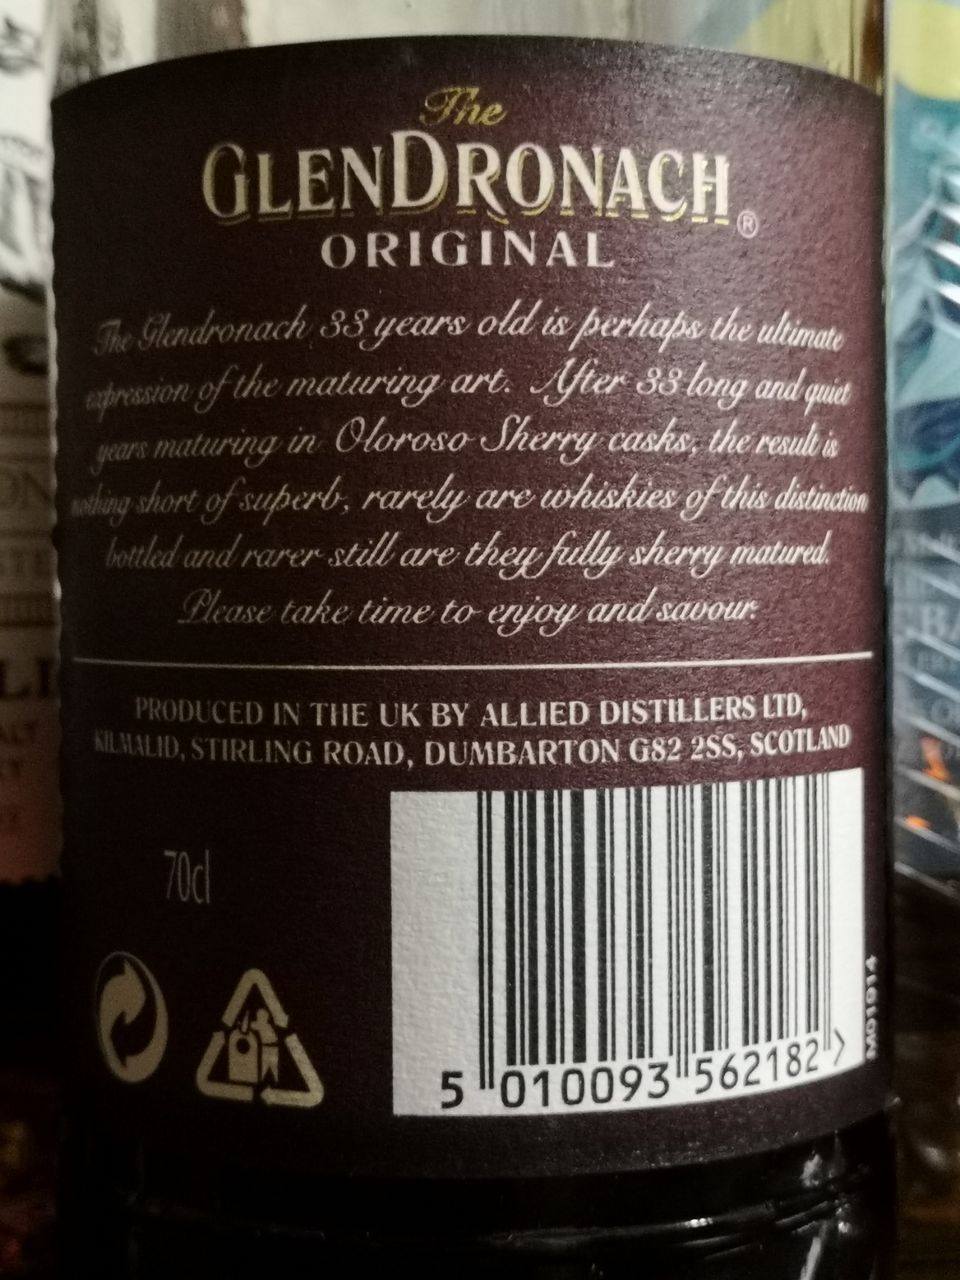 The
GLENDRONACH®
ORIGINAL
The Glendronach 33 years old is perhaps the ultimate
expression of the maturing art. After 33 long and quiet
years maturing in Oloroso Sherry casks, the result is
nothing short of superb, rarely are whiskies of this distinction
bottled and rarer still are they fully sherry matured.
Please take time to enjoy and savour.
PRODUCED IN THE UK BY ALLIED DISTILLERS LTD,
KILMALID, STIRLING ROAD, DUMBARTON G82 2SS, SCOTLAND
70cl
M01914
5 010093 562182 >